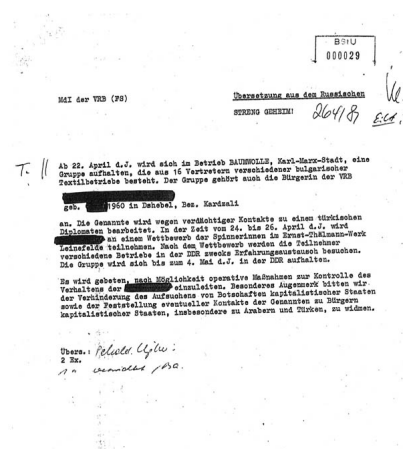 BStU
000029
MdI der VRB (FS)
Übersetzung aus dem Russischen
STRENG GEHEIM!
264/87
Ab 22. April d.J. wird sich im Betrieb BAUMWOLLE, Karl-Marx-Stadt, eine
Gruppe aufhalten, die aus 16 Vertretern verschiedener bulgarischer
Textilbetriebe besteht. Der Gruppe gehört auch die Bürgerin der VRB
geb. 1960 in Dshebel, Bez. Kardzali
an. Die Genannte wird wegen verdächtiger Kontakte zu einem türkischen
Diplomaten bearbeitet. In der Zeit von 24. bis 26. April d.J. wird
an einem Wettbewerb der Spinnerinnen im Ernst-Thälmann-Werk
Leinefelde teilnehmen. Nach dem Wettbewerb werden die Teilnehmer
verschiedene Betriebe in der DDR zwecks Erfahrungsaustausch besuchen.
Die Gruppe wird sich bis zum 4. Mai d.J. in der DDR aufhalten.
Es wird gebeten, nach Möglichkeit operative Maßnahmen zur Kontrolle des
Verhaltens der einzuleiten. Besonderes Augenmerk bitten wir
der Verhinderung des Aufsuchens von Botschaften kapitalistischer Staaten
sowie der Feststellung eventueller Kontakte der Genannten zu Bürgern
kapitalistischer Staaten, insbesondere zu Arabern und Türken, zu widmen.
Übers.:
2 Ex.